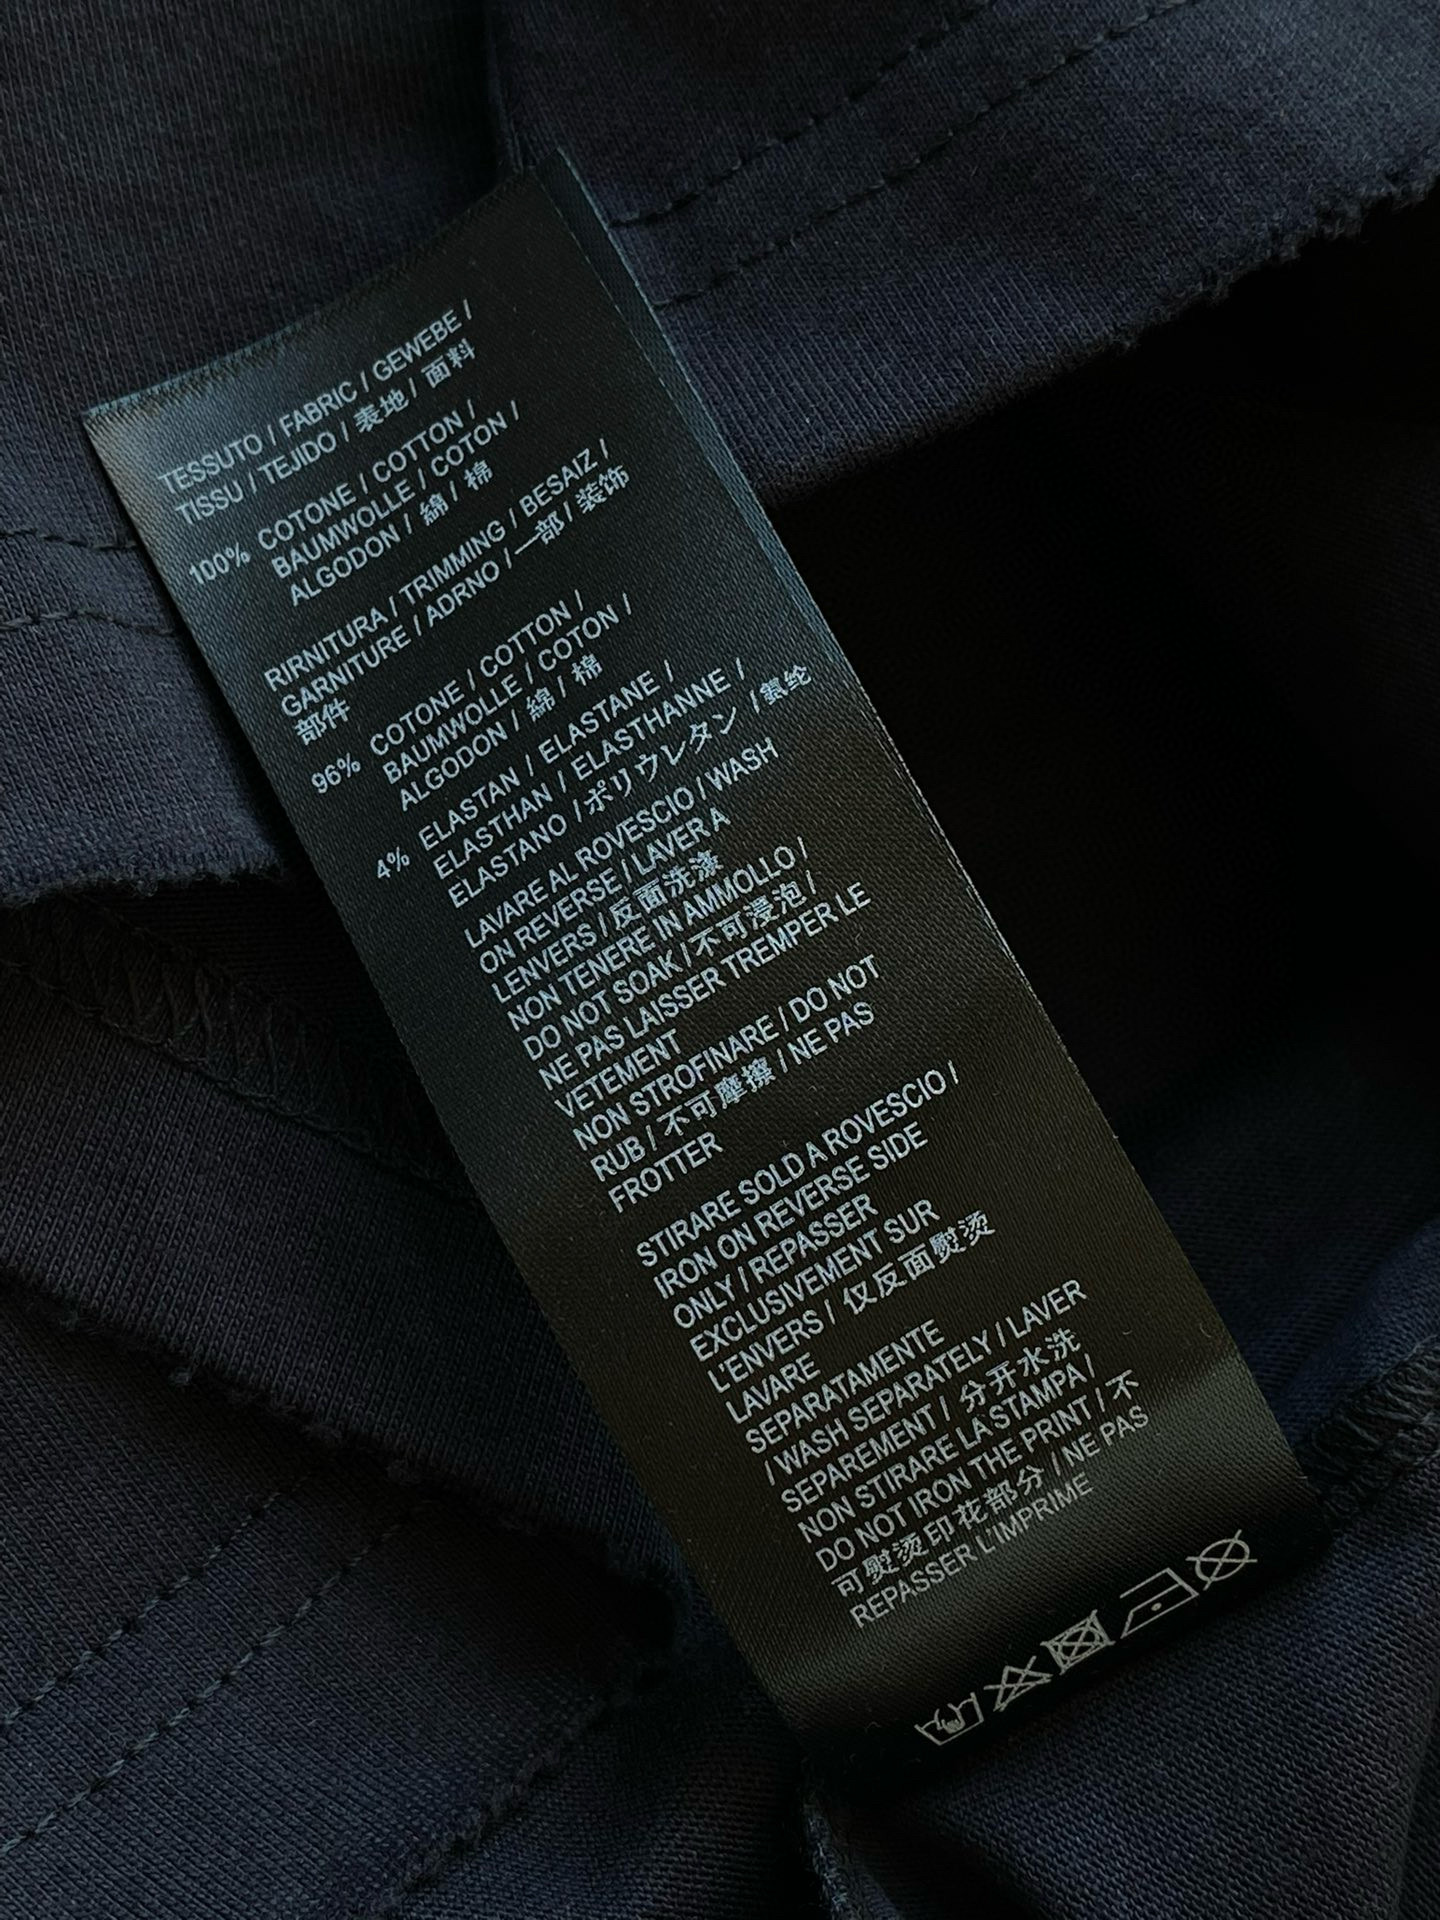 TESSUTO / FABRIC / GEWEBE /
TISSU / TEJIDO / 表地 / 面料
100% COTONE / COTTON /
BAUMWOLLE / COTON /
ALGODON / 綿 / 棉
RIRNITURA / TRIMMING / BESAIZ /
GARNITURE / ADRNO / 一部 / 装饰
部件
96% COTONE / COTTON /
BAUMWOLLE / COTON /
ALGODON / 綿 / 棉
4% ELASTAN / ELASTANE /
ELASTHAN / ELASTHANNE /
ELASTANO / ポリウレタン / 氨纶
LAVARE AL ROVESCIO / WASH
ON REVERSE / LAVER A
LENVERS / 反面洗涤
NON TENERE IN AMMOLLO /
DO NOT SOAK / 不可浸泡 /
NE PAS LAISSER TREMPER LE
VETEMENT
NON STROFINARE / DO NOT
RUB / 不可摩擦 / NE PAS
FROTTER
STIRARE SOLD A ROVESCIO /
IRON ON REVERSE SIDE
ONLY / REPASSER
EXCLUSIVEMENT SUR
L'ENVERS / 仅反面熨烫
LAVARE
SEPARATAMENTE
/ WASH SEPARATELY / LAVER
SEPAREMENT / 分开水洗
NON STIRARE LA STAMPA /
DO NOT IRON THE PRINT / 不
可熨烫印花部分 / NE PAS
REPASSER L'IMPRIME